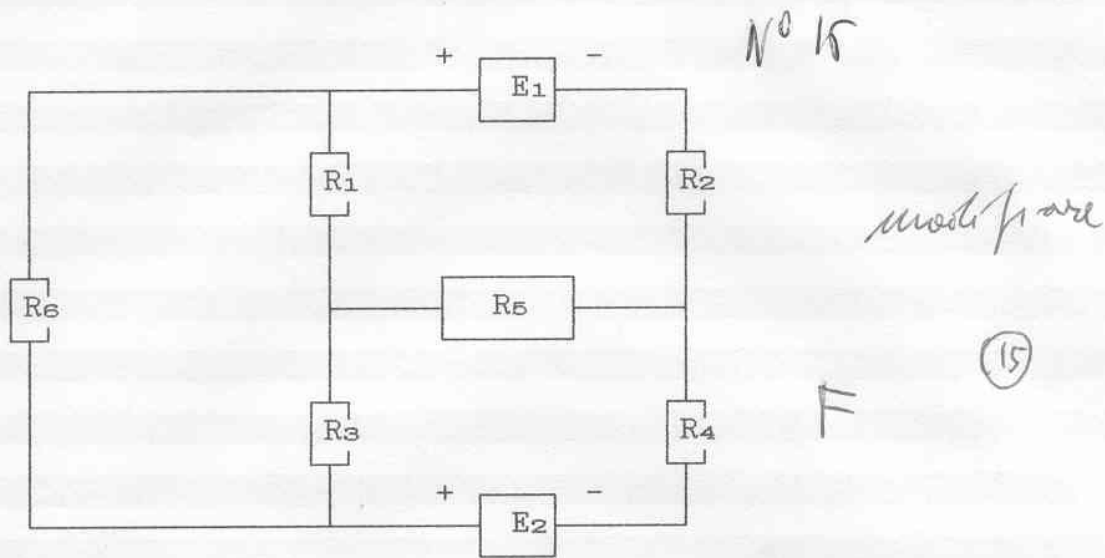 N° 15
+ -
E1
R1 R2
modificare
R6 R5
15
R3 R4
F
+ -
E2